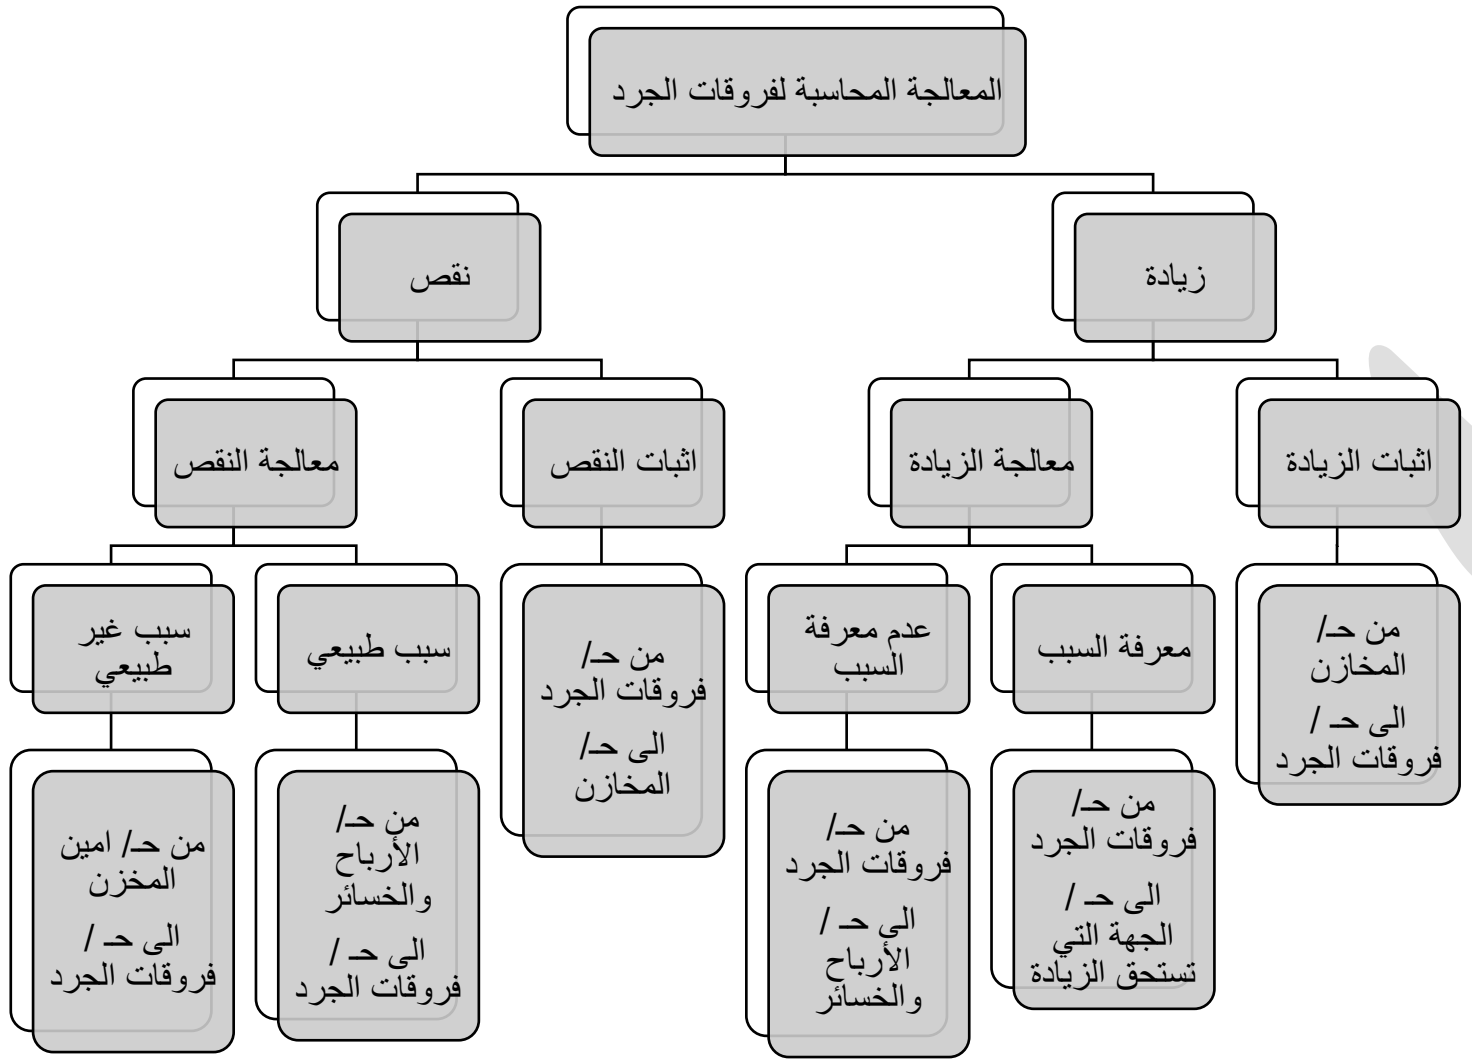 المعالجة المحاسبة لفروقات الجرد
زيادة
نقص
اثبات الزيادة
معالجة الزيادة
اثبات النقص
معالجة النقص
من حـ/
المخازن
الى حـ /
فروقات الجرد
معرفة السبب
عدم معرفة
السبب
من حـ/
فروقات الجرد
الى حـ/
المخازن
سبب طبيعي
سبب غير
طبيعي
من حـ/
فروقات الجرد
الى حـ /
الجهة التي
تستحق الزيادة
من حـ/
فروقات الجرد
الى حـ /
الأرباح
والخسائر
من حـ/
الأرباح
والخسائر
الى حـ /
فروقات الجرد
من حـ/ امين
المخزن
الى حـ /
فروقات الجرد